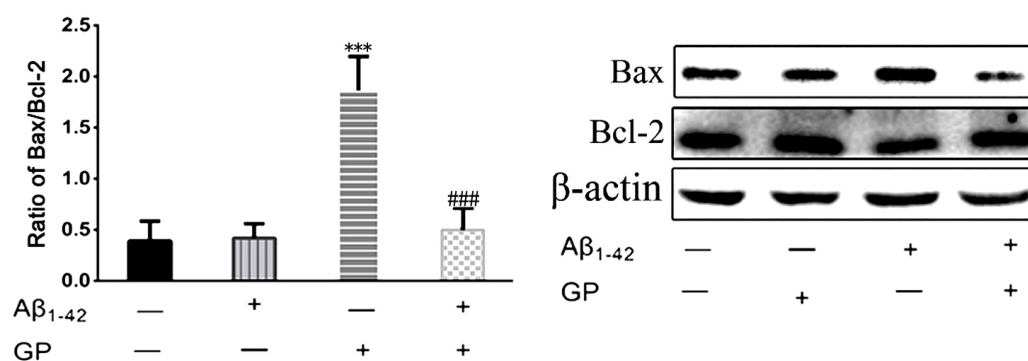 2.5
2.0
1.5
1.0
0.5
0.0
Ratio of Bax/Bcl-2
***
###
Aβ1-42 — + — +
GP — — + +
Bax
Bcl-2
β-actin
Aβ1-42 — — + +
GP — + — +